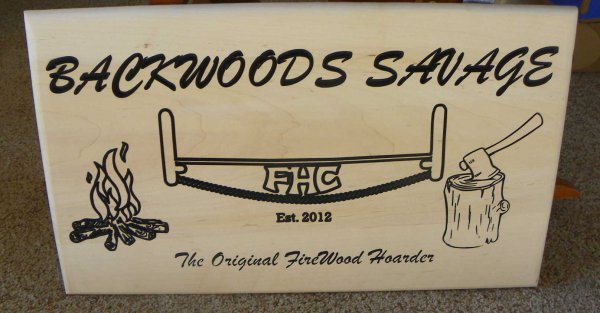 BACKWOODS SAVAGE
FHC
Est. 2012
The Original FireWood Hoarder